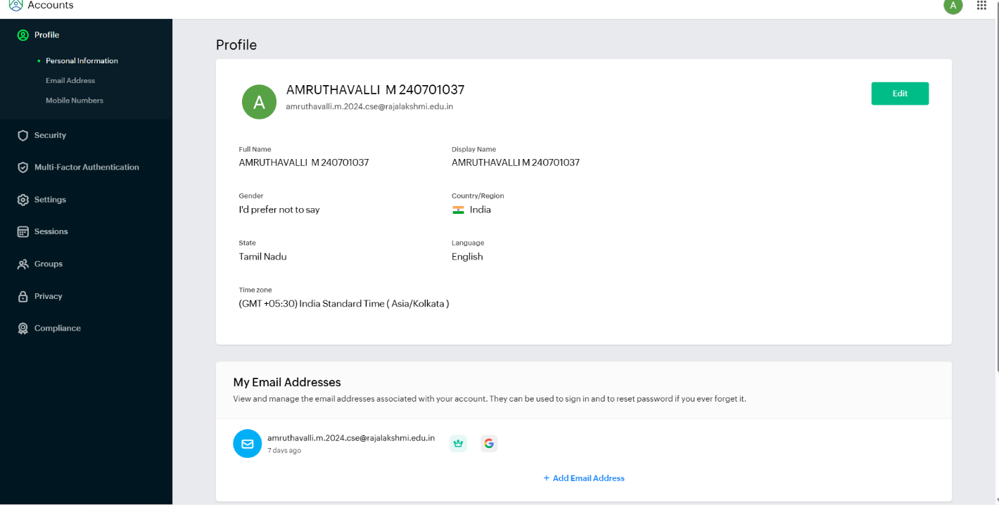 Accounts
A
Profile
Personal Information
Email Address
Mobile Numbers
Security
Multi-Factor Authentication
Settings
Sessions
Groups
Privacy
Compliance
Profile
A
AMRUTHAVALLI M 240701037
amruthavalli.m.2024.cse@rajalakshmi.edu.in
Edit
Full Name
AMRUTHAVALLI M 240701037
Display Name
AMRUTHAVALLI M 240701037
Gender
I'd prefer not to say
Country/Region
India
State
Tamil Nadu
Language
English
Time zone
(GMT +05:30) India Standard Time ( Asia/Kolkata )
My Email Addresses
View and manage the email addresses associated with your account. They can be used to sign in and to reset password if you ever forget it.
amruthavalli.m.2024.cse@rajalakshmi.edu.in
7 days ago
G
+ Add Email Address